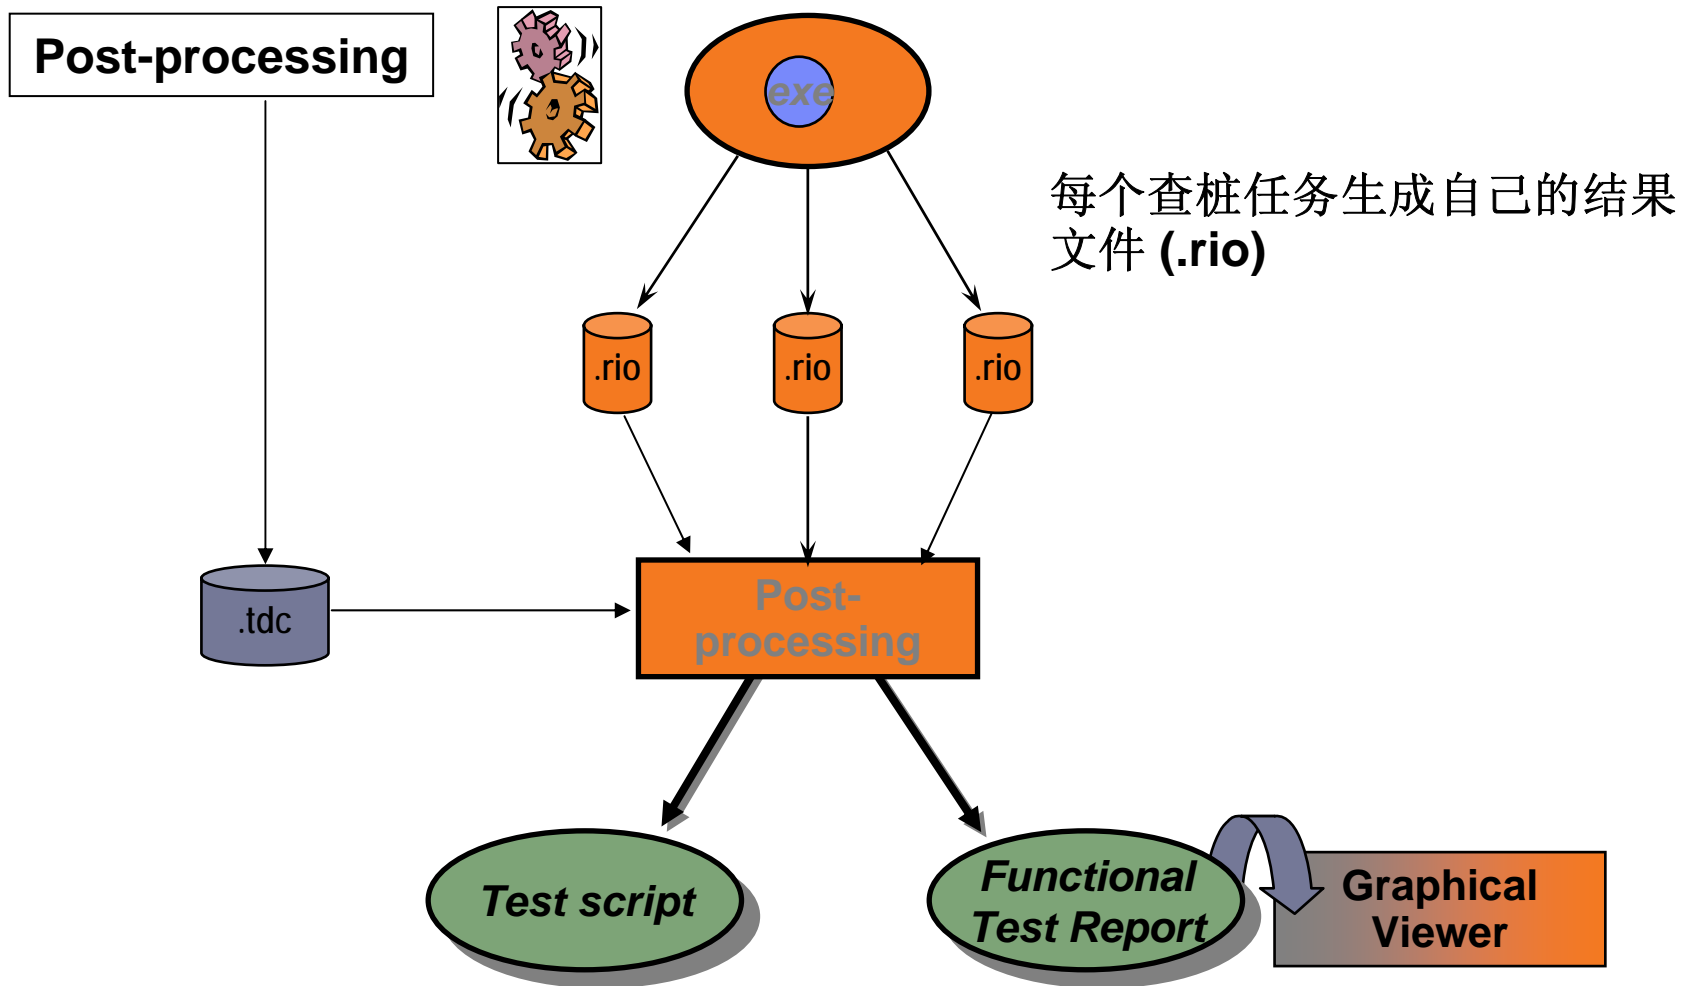 Post-processing
exe
每个查桩任务生成自己的结果
文件 (.rio)
.rio
.rio
.rio
.tdc
Post-
processing
Test script
Functional
Test Report
Graphical
Viewer